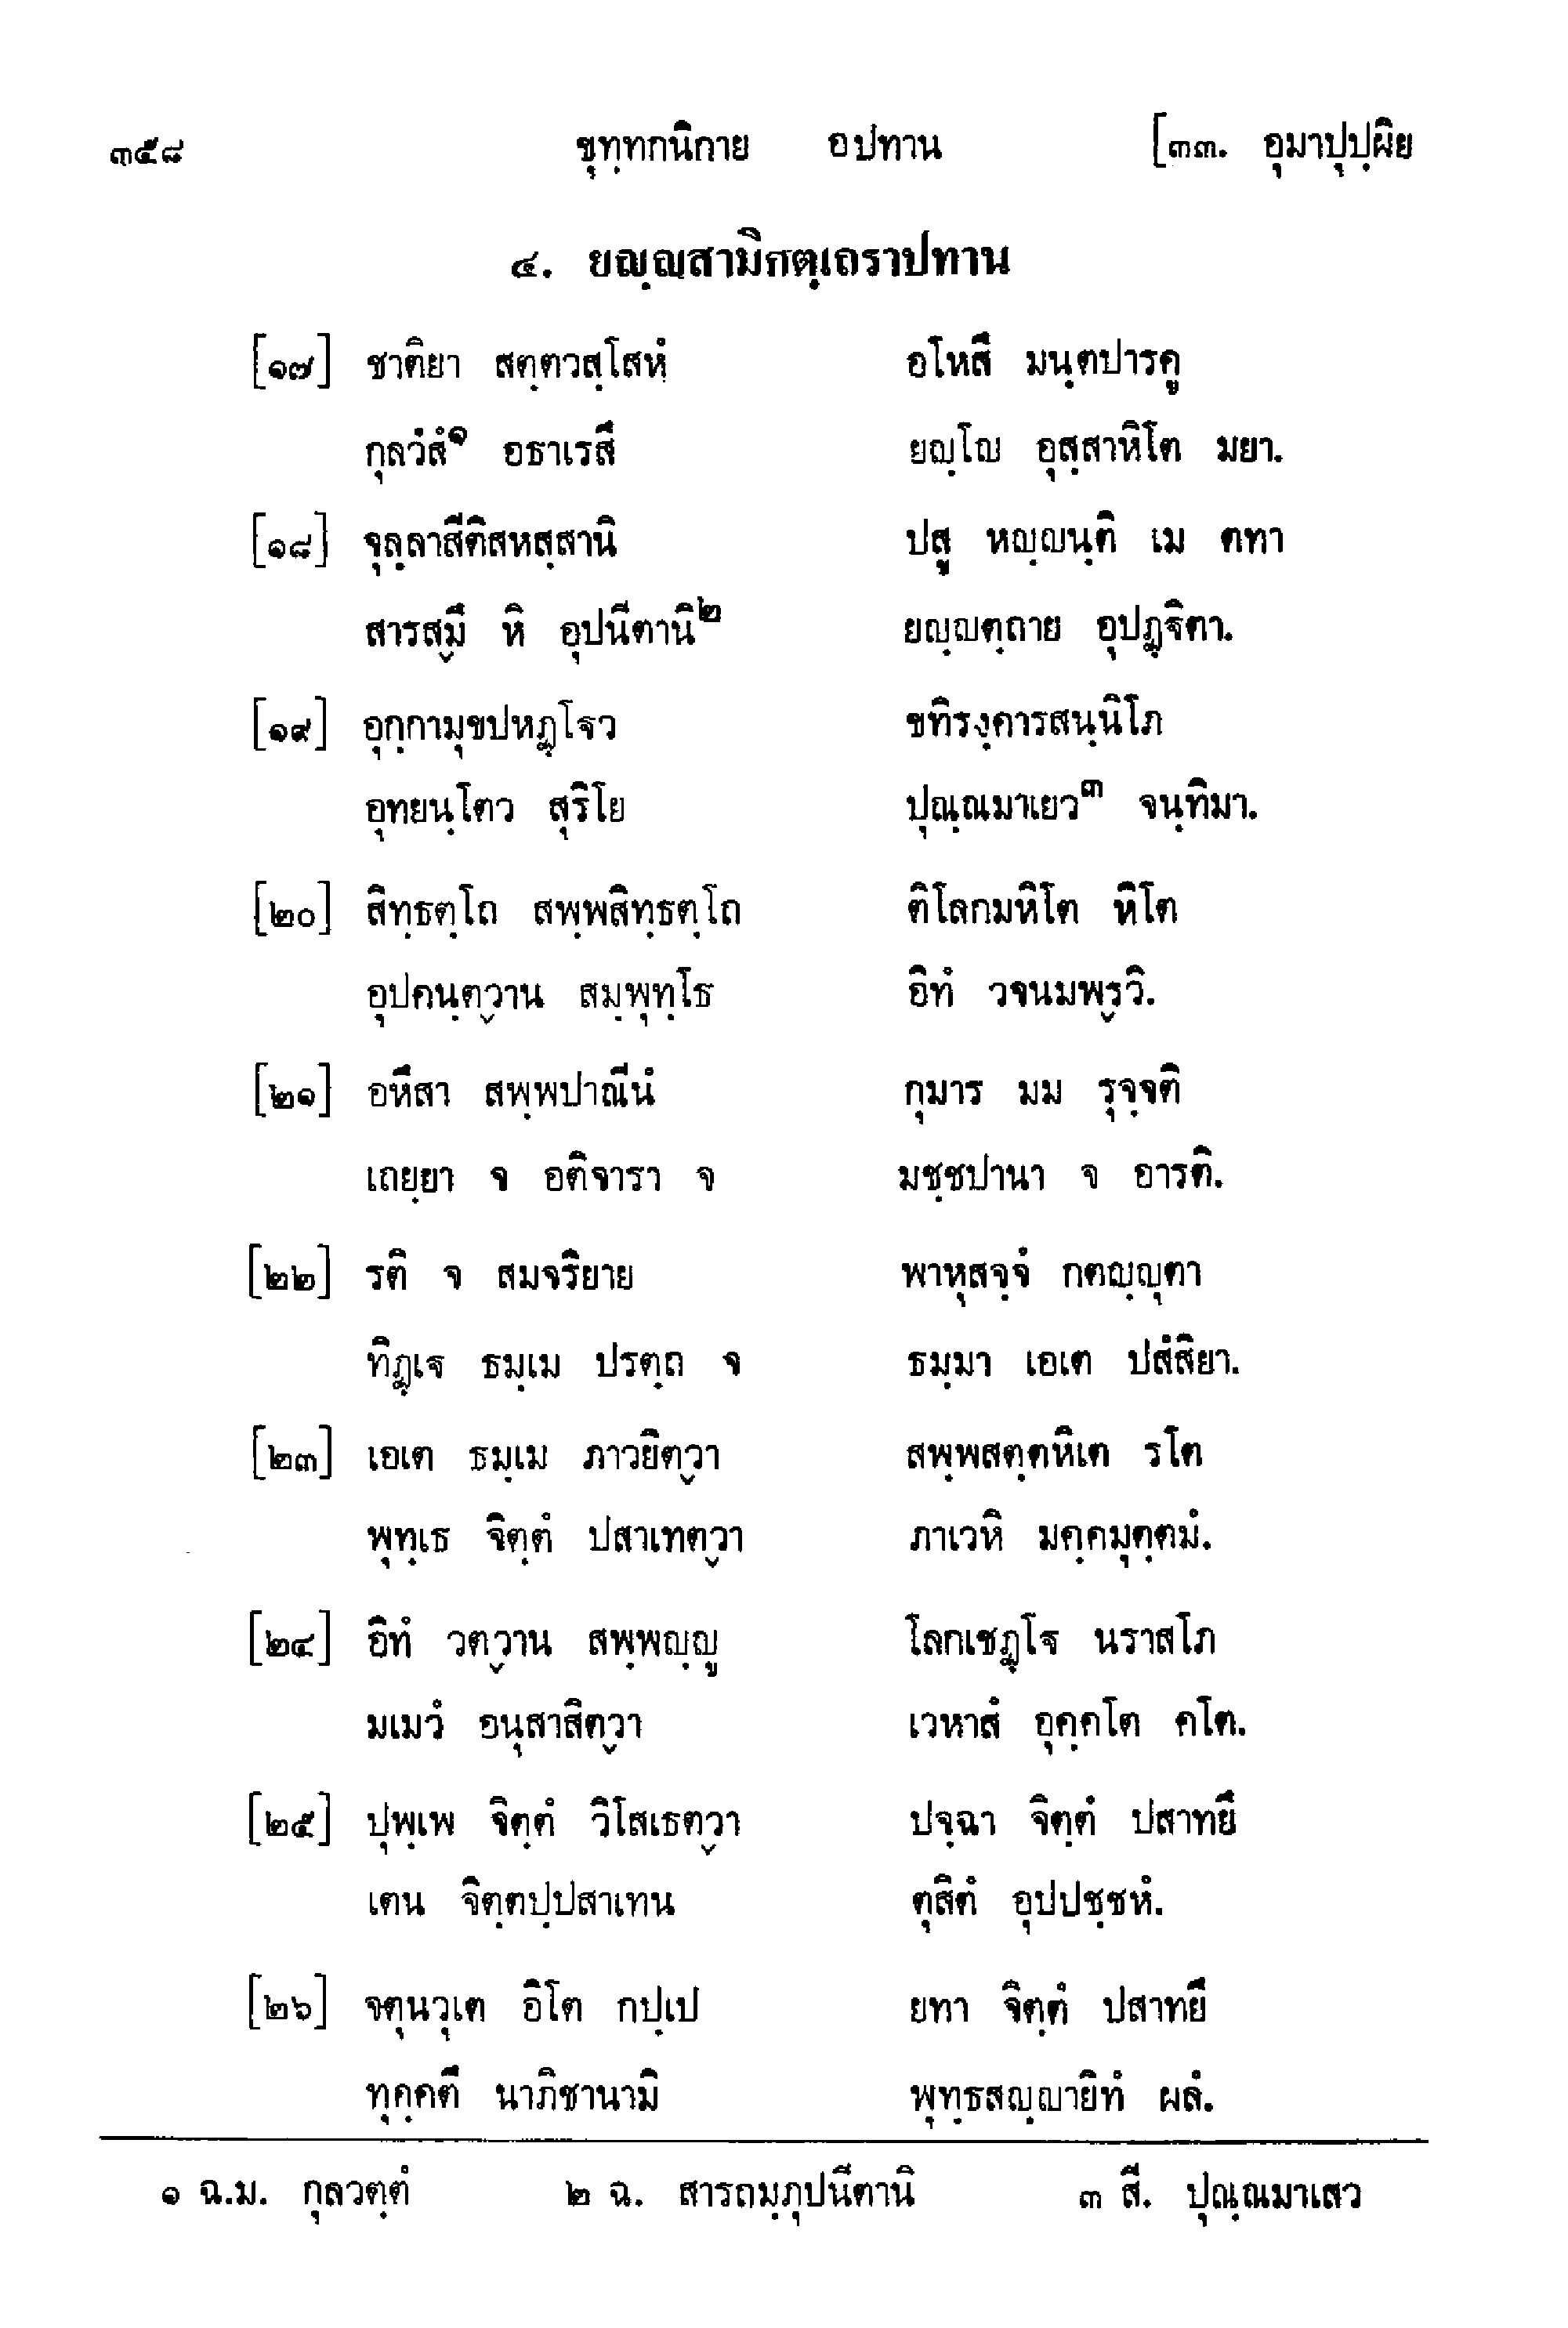 ๓๕๘ ขุทฺทกนิกาย อปทาน [๓๓. อุมาปุปฺผิย
๔. ยญฺญสามิกตฺเถราปทาน
[๑๗] ชาติยา สตฺตวสฺโสหํ อโหสึ มนฺตปารคู
กุลวํสํ๑ อธาเรสึ ยญฺโญ อุสฺสาหิโต มยา.
[๑๘] จุลฺลาสีติสหสฺสานิ ปสู หญฺญนฺติ เม ตทา
สารสฺมึ หิ อุปนีตานิ๒ ยญฺญตฺถาย อุปฏฺฐิตา.
[๑๙] อุกฺกามุขปหฏฺโฐว ขทิรงฺคารสนฺนิโภ
อุทยนฺโตว สุริโย ปุณฺณมาเยว๓ จนฺทิมา.
[๒๐] สิทฺธตฺโถ สพฺพสิทฺธตฺโถ ติโลกมหิโต หิโต
อุปคนฺตฺวาน สมฺพุทฺโธ อิทํ วจนมพฺรูวิ.
[๒๑] อหึสา สพฺพปาณีนํ กุมาร มม รุจฺจติ
เถยฺยา จ อติจารา จ มชฺชปานา จ อารติ.
[๒๒] รติ จ สมจริยาย พาหุสจฺจํ กตญฺญุตา
ทิฏฺเฐ ธมฺเม ปรตฺถ จ ธมฺมา เอเต ปสํสิยา.
[๒๓] เอเต ธมฺเม ภาวยิตฺวา สพฺพสตฺตหิเต รโต
พุทฺเธ จิตฺตํ ปสาเทตฺวา ภาเวหิ มคฺคมุตฺตมํ.
[๒๔] อิทํ วตฺวาน สพฺพญฺญู โลกเชฏฺโฐ นราสโภ
มเมวํ อนุสาสิตฺวา เวหาสํ อุคฺคโต คโต.
[๒๕] ปุพฺเพ จิตฺตํ วิโสเธตฺวา ปจฺฉา จิตฺตํ ปสาทยึ
เตน จิตฺตปฺปสาเทน ตุสิตํ อุปปชฺชหํ.
[๒๖] จตุนวุเต อิโต กปฺเป ยทา จิตฺตํ ปสาทยึ
ทุคฺคตึ นาภิชานามิ พุทฺธสญฺญายิทํ ผลํ.
๑ ฉ.ม. กุลวตฺตํ ๒ ฉ. สารถมฺภุปนีตานิ ๓ สี. ปุณฺณมาเสว